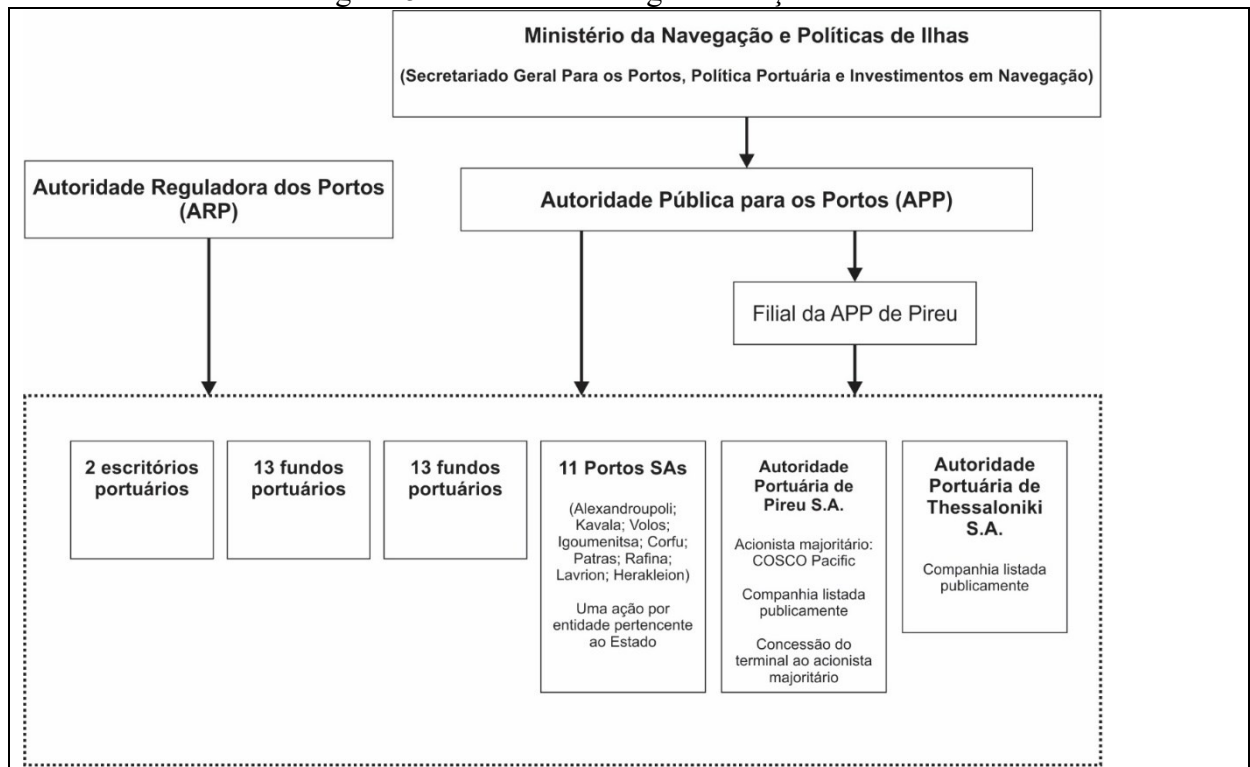 Ministério da Navegação e Políticas de Ilhas
(Secretariado Geral Para os Portos, Política Portuária e Investimentos em Navegação)
Autoridade Reguladora dos Portos
(ARP)
Autoridade Pública para os Portos (APP)
Filial da APP de Pireu
2 escritórios
portuários
13 fundos
portuários
13 fundos
portuários
11 Portos SAs
(Alexandroupoli;
Kavala; Volos;
Igoumenitsa; Corfu;
Patras; Rafina;
Lavrion; Herakleion)
Uma ação por
entidade pertencente
ao Estado
Autoridade
Portuária de
Pireu S.A.
Acionista majoritário:
COSCO Pacific
Companhia listada
publicamente
Concessão do
terminal ao acionista
majoritário
Autoridade
Portuária de
Thessaloniki
S.A.
Companhia listada
publicamente